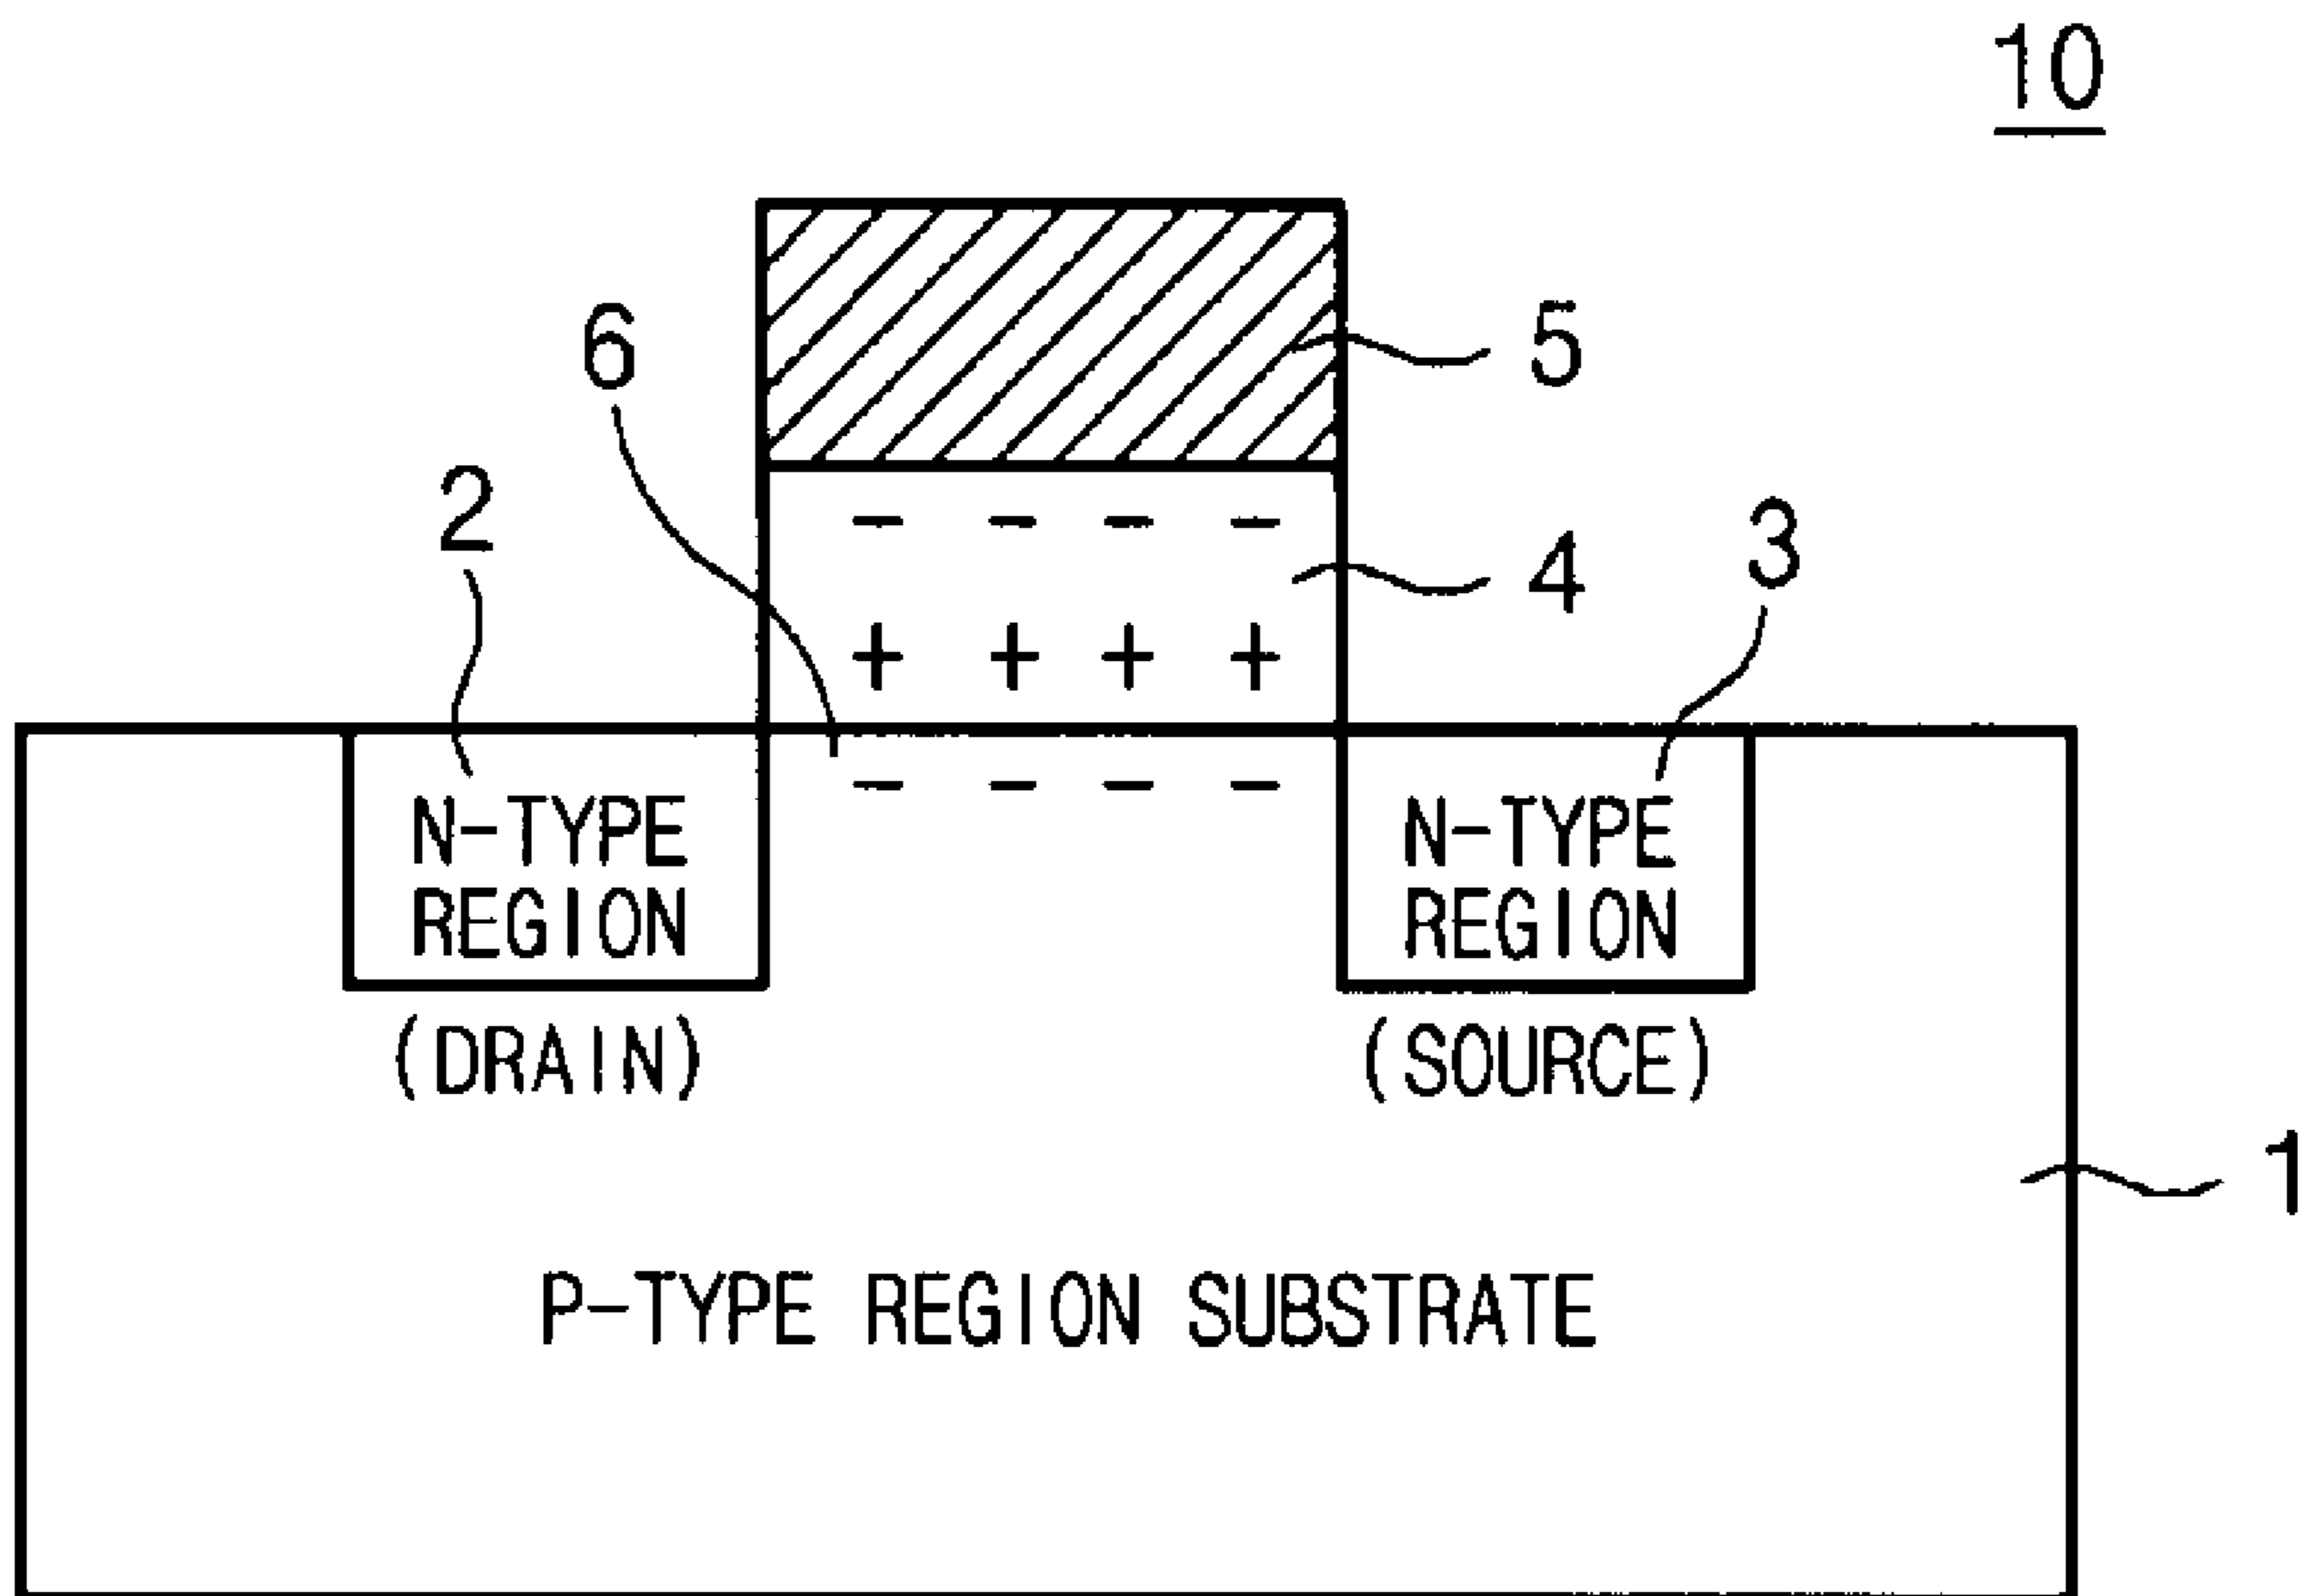 10
6
5
2
4
3
- - - -
+ + + +
- - - -
N-TYPE
REGION
(DRAIN)
N-TYPE
REGION
(SOURCE)
1
P-TYPE REGION SUBSTRATE